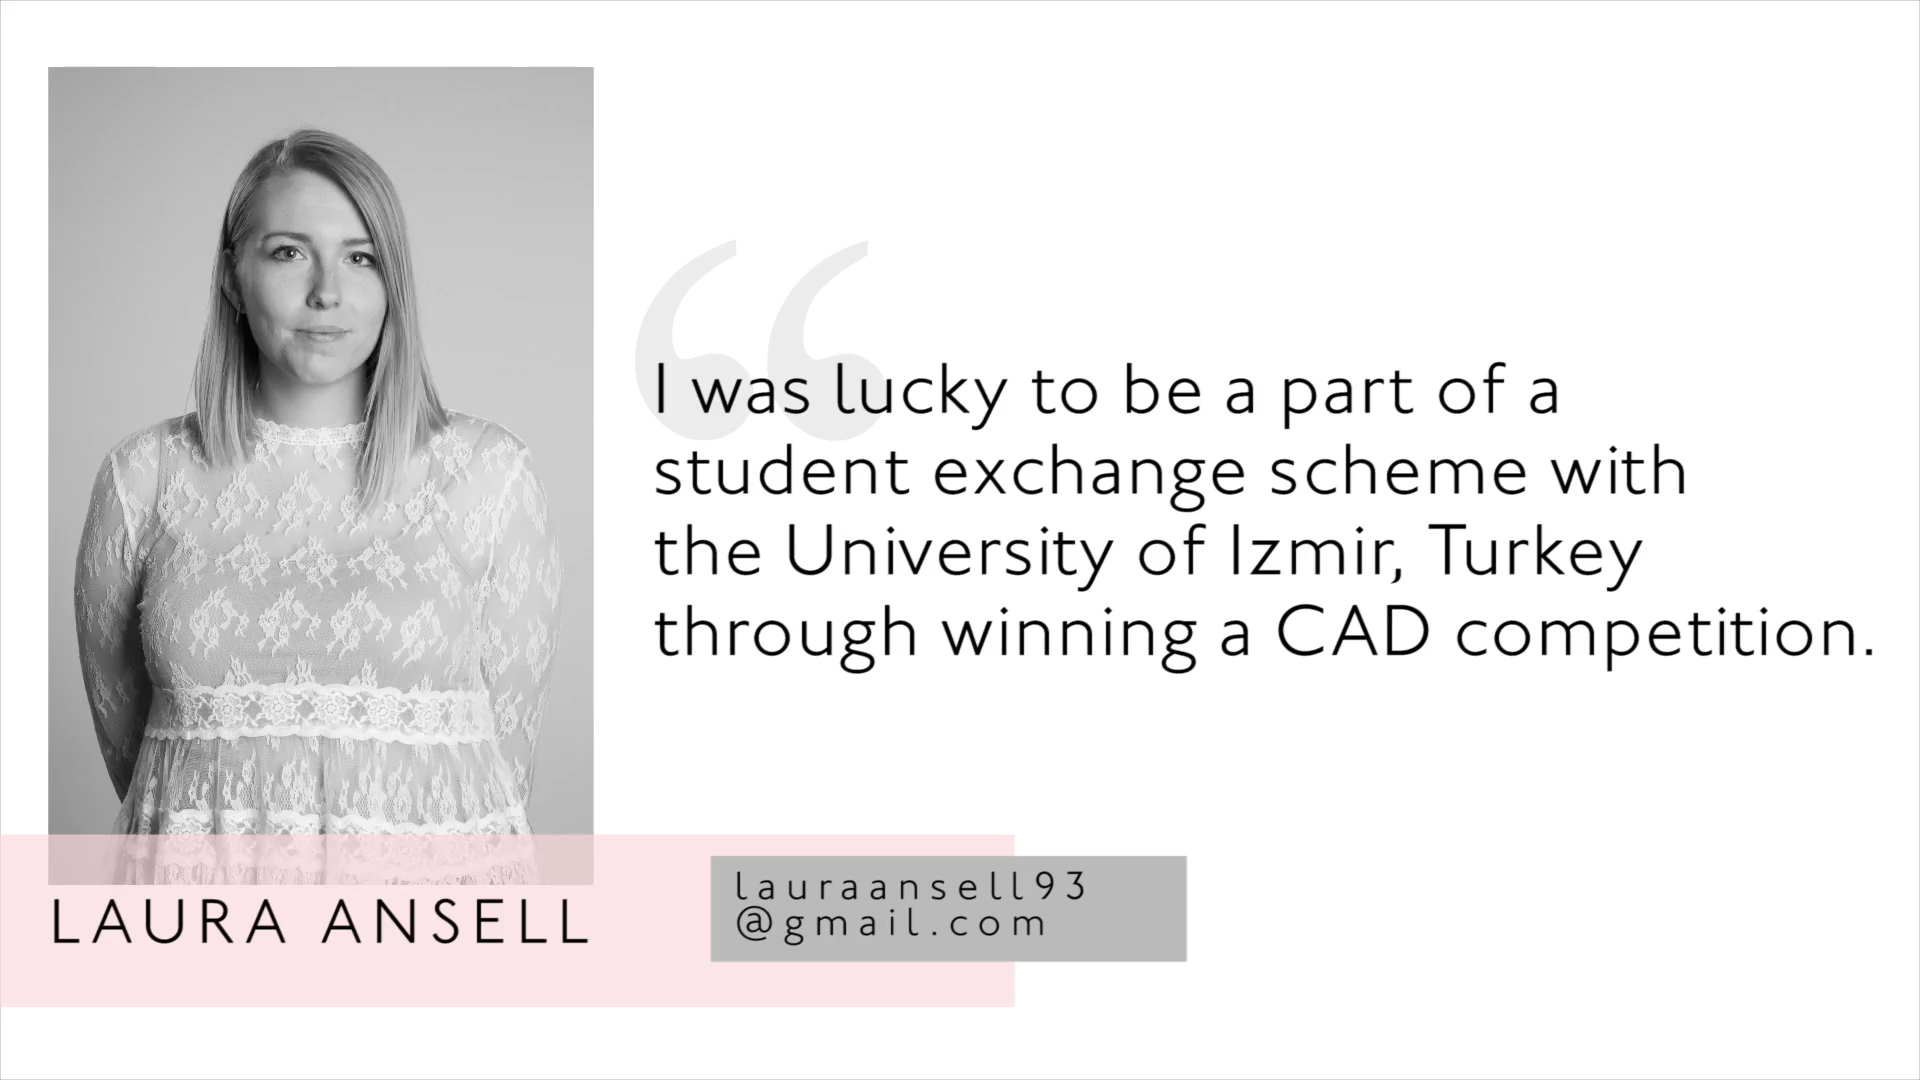 “
I was lucky to be a part of a
student exchange scheme with
the University of Izmir, Turkey
through winning a CAD competition.
LAURA ANSELL
lauraansell93
@gmail.com